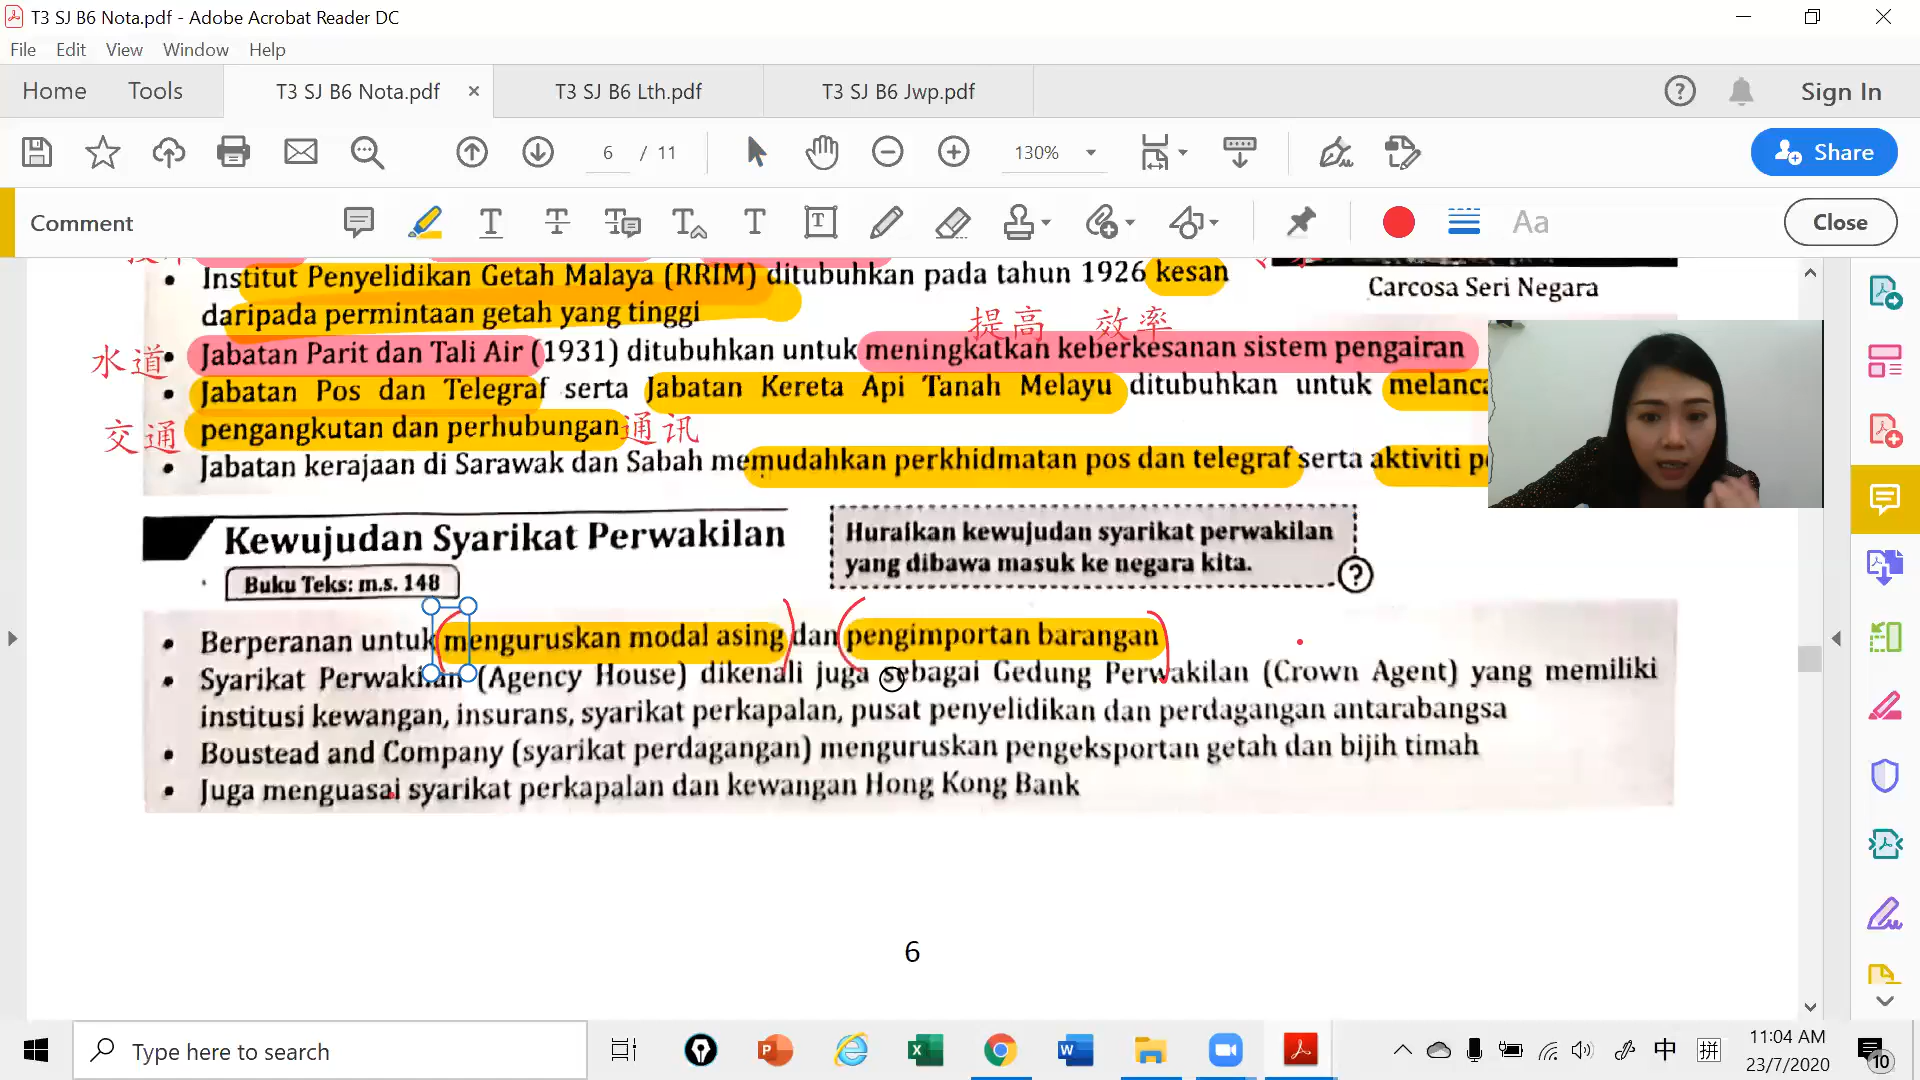 T3 SJ B6 Nota.pdf - Adobe Acrobat Reader DC
File Edit View Window Help
Home Tools T3 SJ B6 Nota.pdf × T3 SJ B6 Lth.pdf T3 SJ B6 Jwp.pdf ? Sign In
6 / 11 130% Share
Comment Aa Close
Institut Penyelidikan Getah Malaya (RRIM) ditubuhkan pada tahun 1926 kesan
daripada permintaan getah yang tinggi
Carcosa Seri Negara
提高 效率
水道
• Jabatan Parit dan Tali Air (1931) ditubuhkan untuk meningkatkan keberkesanan sistem pengairan
• Jabatan Pos dan Telegraf serta Jabatan Kereta Api Tanah Melayu ditubuhkan untuk
交通 pengangkutan dan perhubungan 通讯
• Jabatan kerajaan di Sarawak dan Sabah memudahkan perkhidmatan pos dan telegraf serta aktiviti
Kewujudan Syarikat Perwakilan
Buku Teks: m.s. 148
Huraikan kewujudan syarikat perwakilan
yang dibawa masuk ke negara kita.
?
• Berperanan untuk menguruskan modal asing dan pengimportan barangan
• Syarikat Perwakilan (Agency House) dikenali juga sebagai Gedung Perwakilan (Crown Agent) yang memiliki
institusi kewangan, insurans, syarikat perkapalan, pusat penyelidikan dan perdagangan antarabangsa
• Boustead and Company (syarikat perdagangan) menguruskan pengeksportan getah dan bijih timah
• Juga menguasai syarikat perkapalan dan kewangan Hong Kong Bank
6
Type here to search
中 拼 11:04 AM
23/7/2020
10